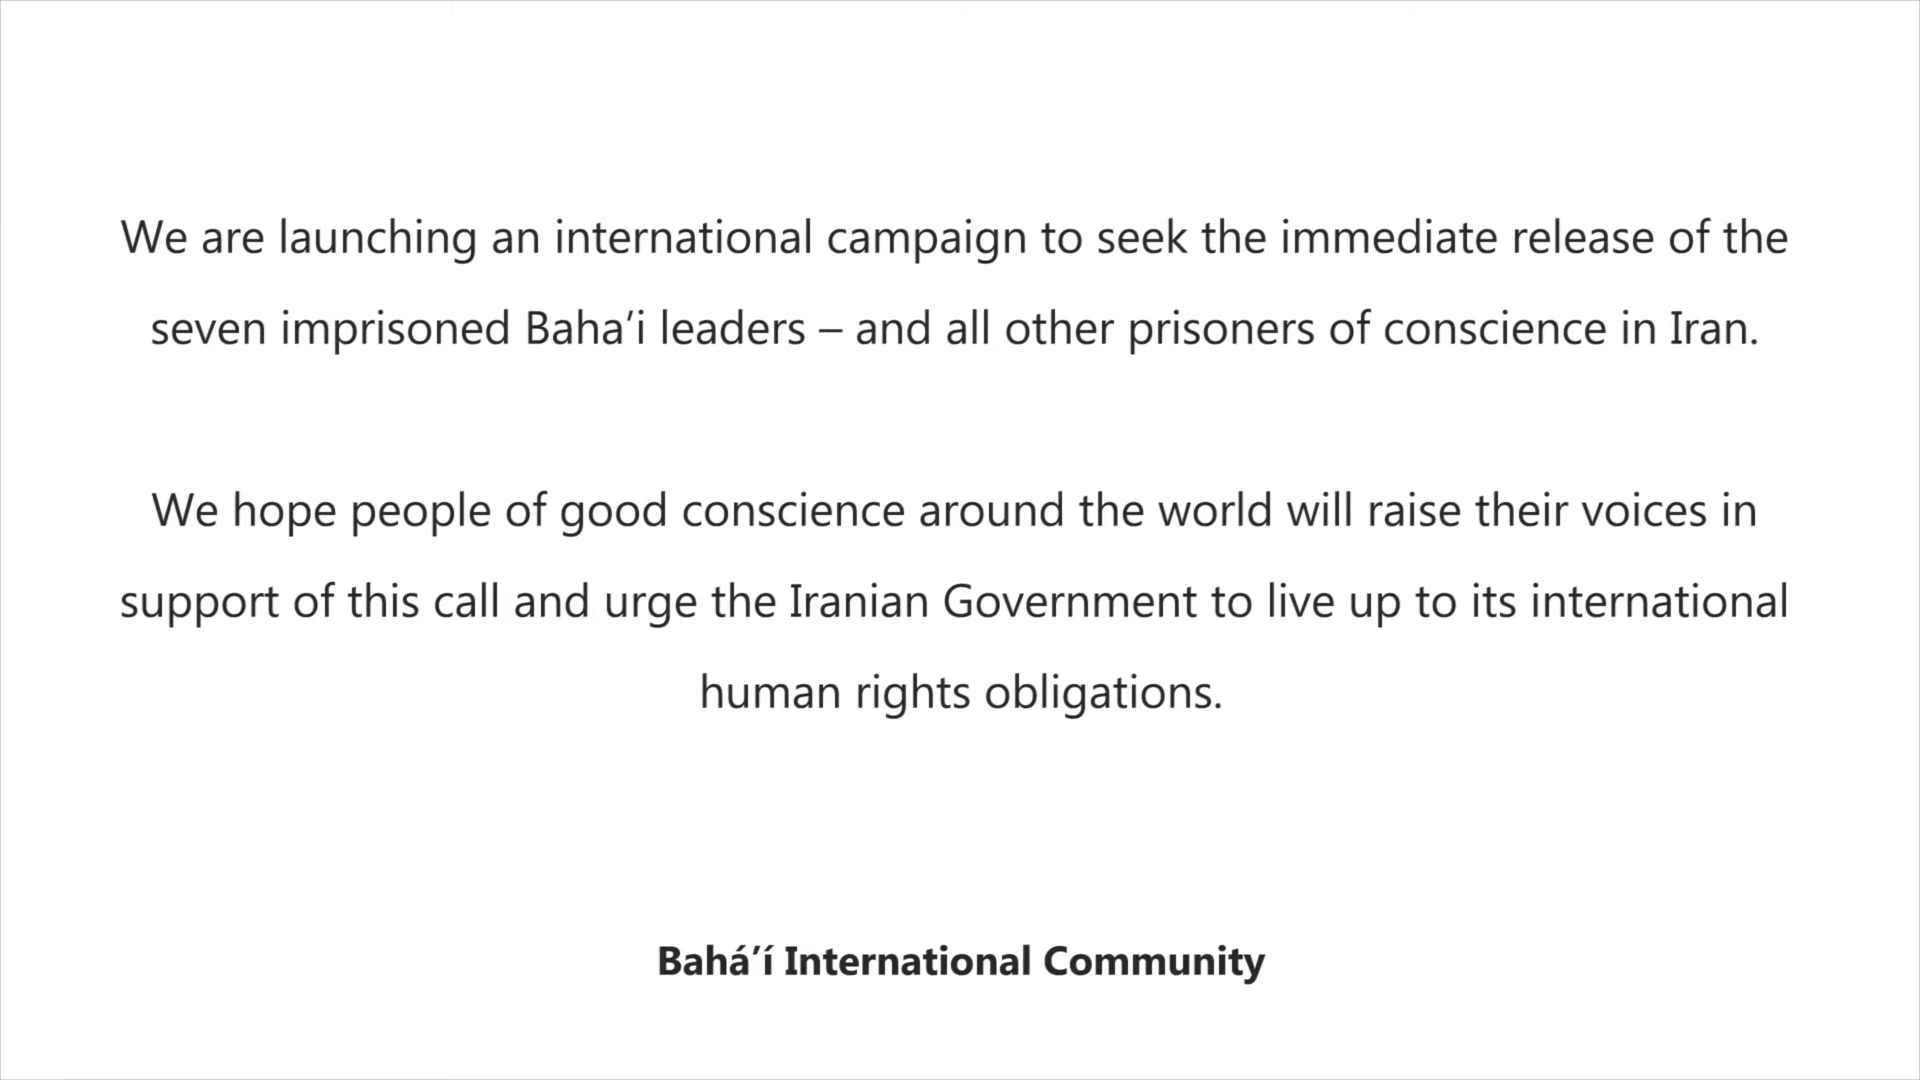 We are launching an international campaign to seek the immediate release of the
seven imprisoned Baha’i leaders – and all other prisoners of conscience in Iran.
We hope people of good conscience around the world will raise their voices in
support of this call and urge the Iranian Government to live up to its international
human rights obligations.
Bahá’í International Community